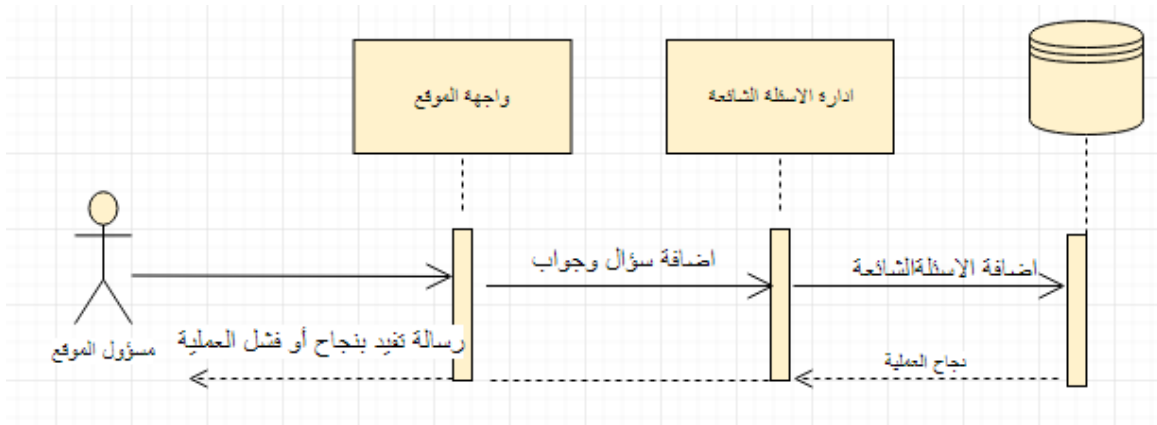 واجهة الموقع
ادارة الاسئلة الشائعة
اضافة سؤال وجواب
اضافة الاسئلةالشائعة
رسالة تفيد بنجاح أو فشل العملية
مسؤول الموقع
نجاح العملية